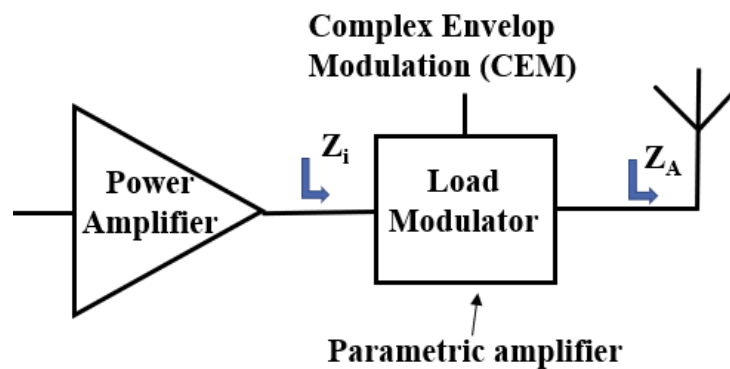 Complex Envelop
Modulation (CEM)
Z_i
Z_A
Power
Amplifier
Load
Modulator
Parametric amplifier